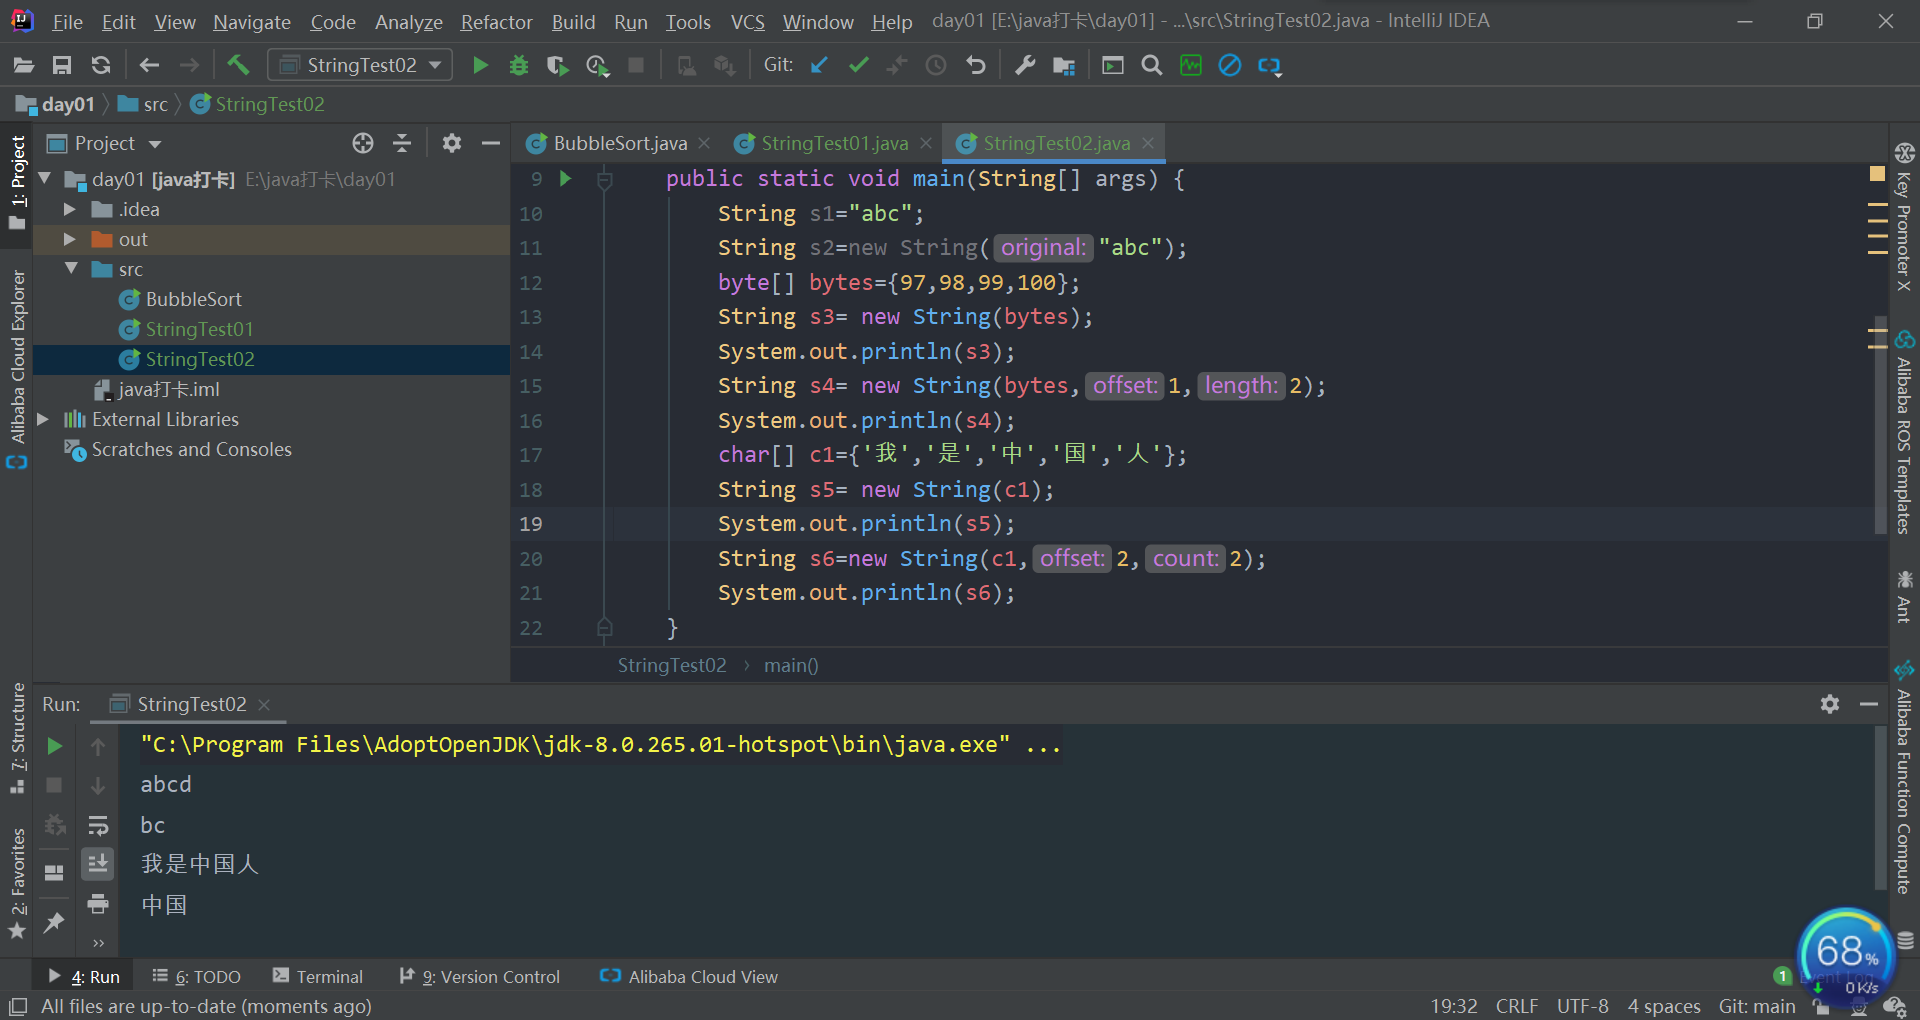 File Edit View Navigate Code Analyze Refactor Build Run Tools VCS Window Help day01 [E:\java打卡\day01] - ...\src\StringTest02.java - IntelliJ IDEA
StringTest02 Git:
day01 src StringTest02
Project
BubbleSort.java StringTest01.java StringTest02.java
day01 [java打卡] E:\java打卡\day01
.idea
out
src
BubbleSort
StringTest01
StringTest02
java打卡.iml
External Libraries
Scratches and Consoles
9 public static void main(String[] args) {
10 String s1="abc";
11 String s2=new String( original: "abc");
12 byte[] bytes={97,98,99,100};
13 String s3= new String(bytes);
14 System.out.println(s3);
15 String s4= new String(bytes, offset: 1, length: 2);
16 System.out.println(s4);
17 char[] c1={'我','是','中','国','人'};
18 String s5= new String(c1);
19 System.out.println(s5);
20 String s6=new String(c1, offset: 2, count: 2);
21 System.out.println(s6);
22 }
StringTest02 › main()
1: Project
Alibaba Cloud Explorer
7: Structure
2: Favorites
Key Promoter X
Alibaba ROS Templates
Ant
Alibaba Function Compute
Run: StringTest02
"C:\Program Files\AdoptOpenJDK\jdk-8.0.265.01-hotspot\bin\java.exe" ...
abcd
bc
我是中国人
中国
68%
0K/s
4: Run 6: TODO Terminal 9: Version Control Alibaba Cloud View 1 Event Log
All files are up-to-date (moments ago) 19:32 CRLF UTF-8 4 spaces Git: main